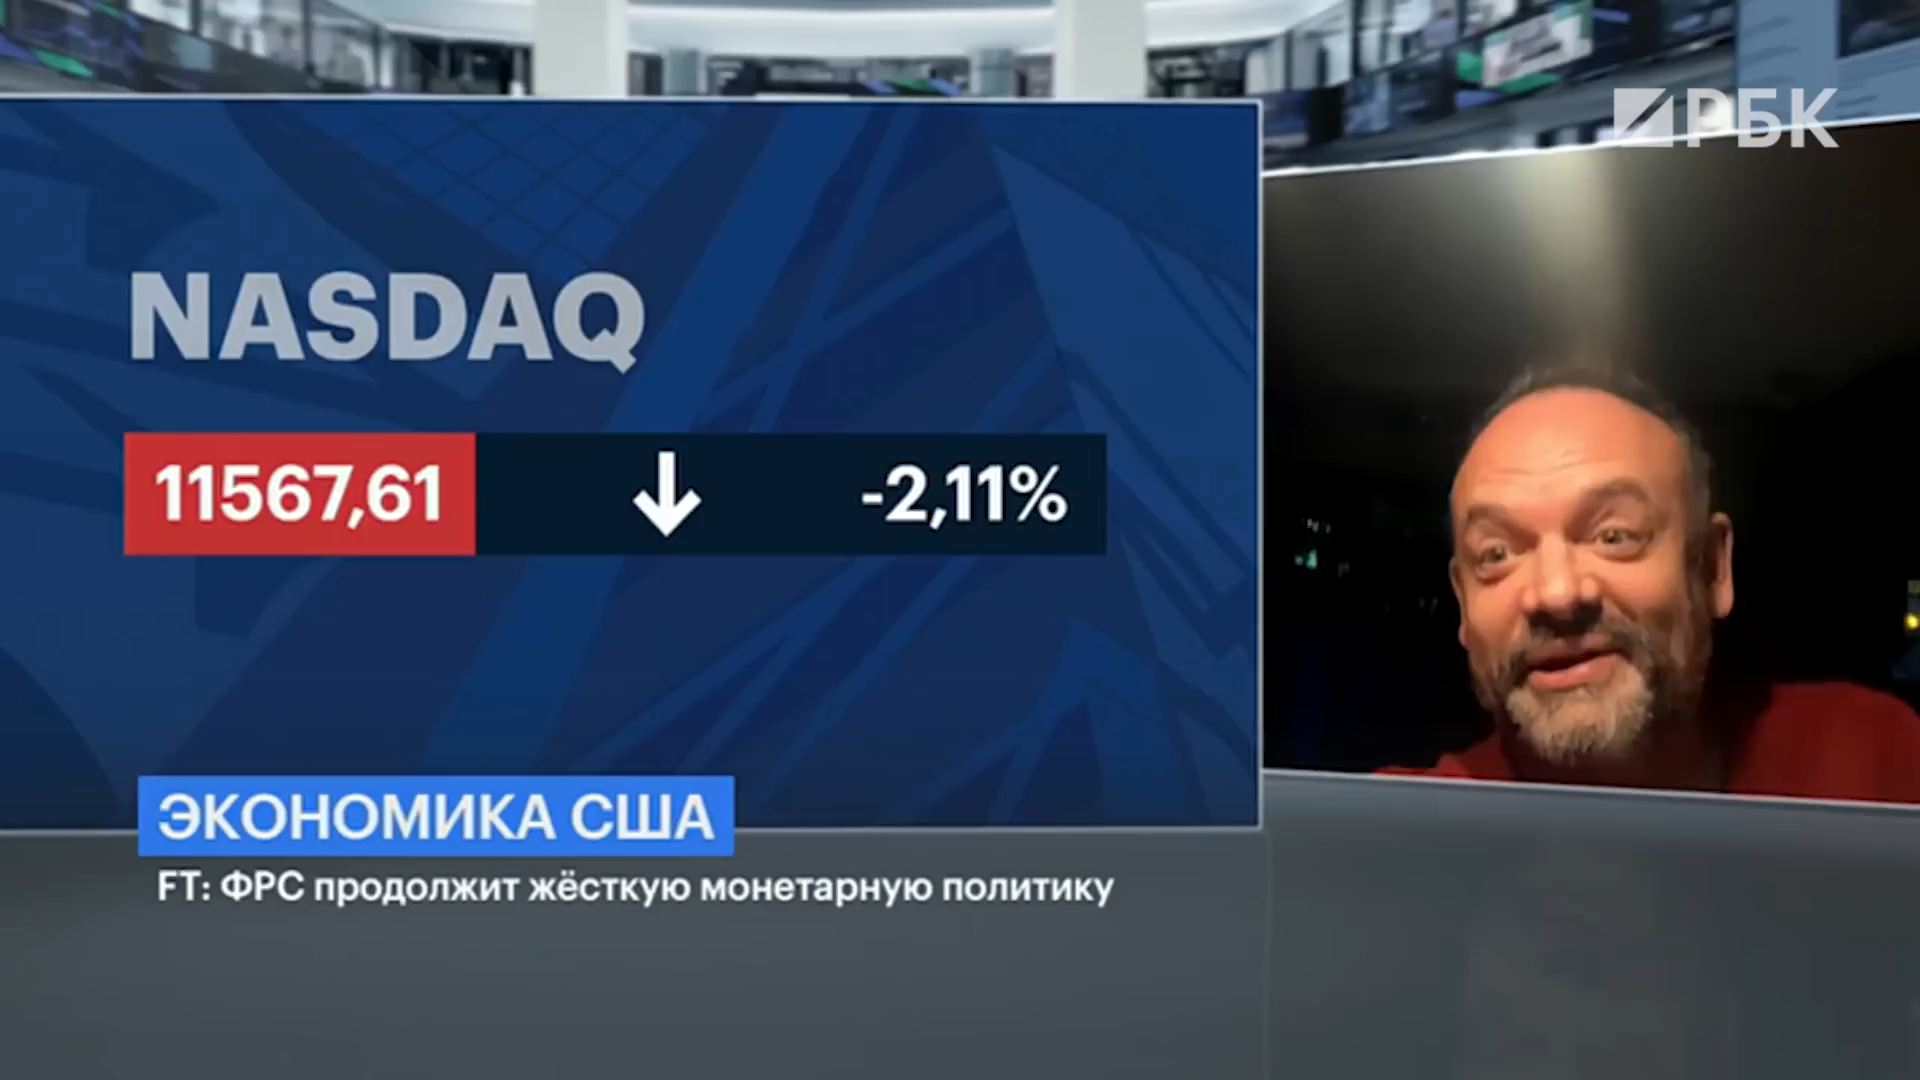 РБК
NASDAQ
11567,61 ↓ -2,11%
ЭКОНОМИКА США
FT: ФРС продолжит жёсткую монетарную политику